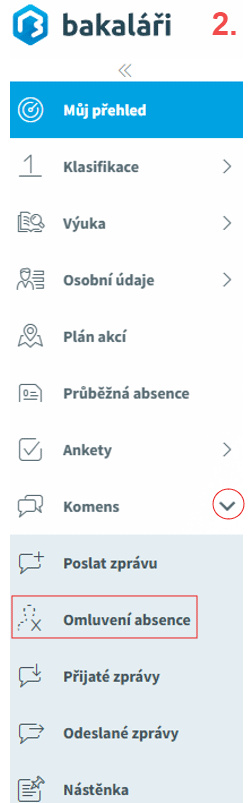 bakaláři 2.
Můj přehled
Klasifikace
Výuka
Osobní údaje
Plán akcí
Průběžná absence
Ankety
Komens
Poslat zprávu
Omluvení absence
Přijaté zprávy
Odeslané zprávy
Nástěnka